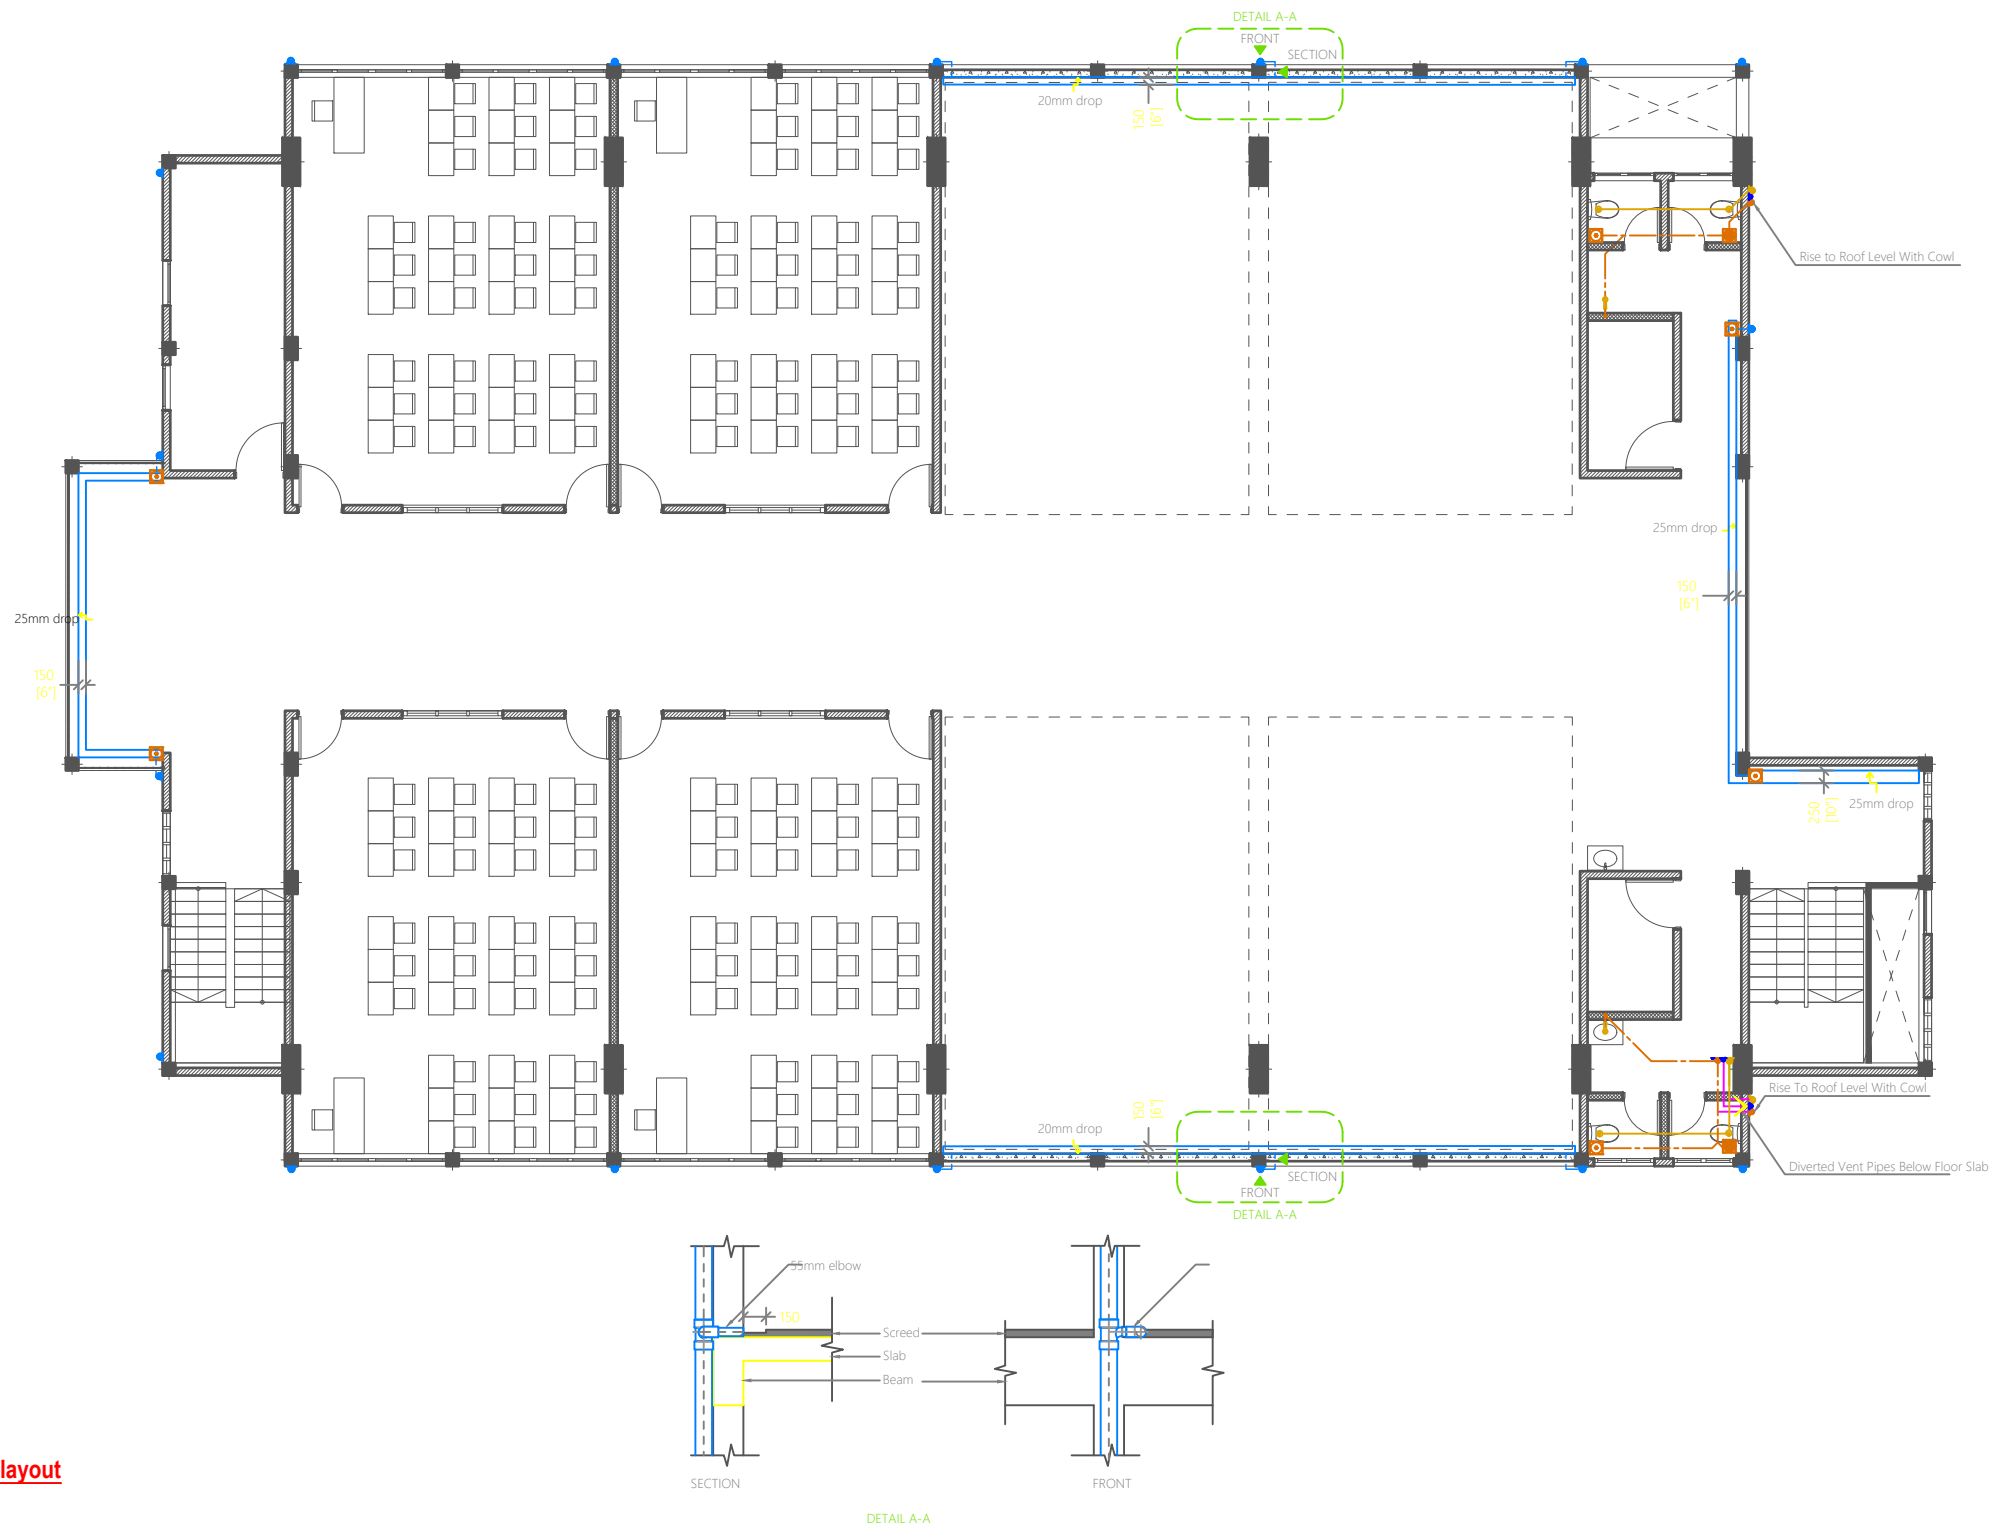 DETAIL A-A
FRONT
SECTION
20mm drop
150
[6"]
Rise to Roof Level With Cowl
25mm drop
150
[6"]
25mm drop
150
[6"]
25mm drop
250
[10"]
20mm drop
150
[6"]
Rise To Roof Level With Cowl
Diverted Vent Pipes Below Floor Slab
SECTION
FRONT
DETAIL A-A
55mm elbow
150
Screed
Slab
Beam
SECTION
FRONT
layout
DETAIL A-A